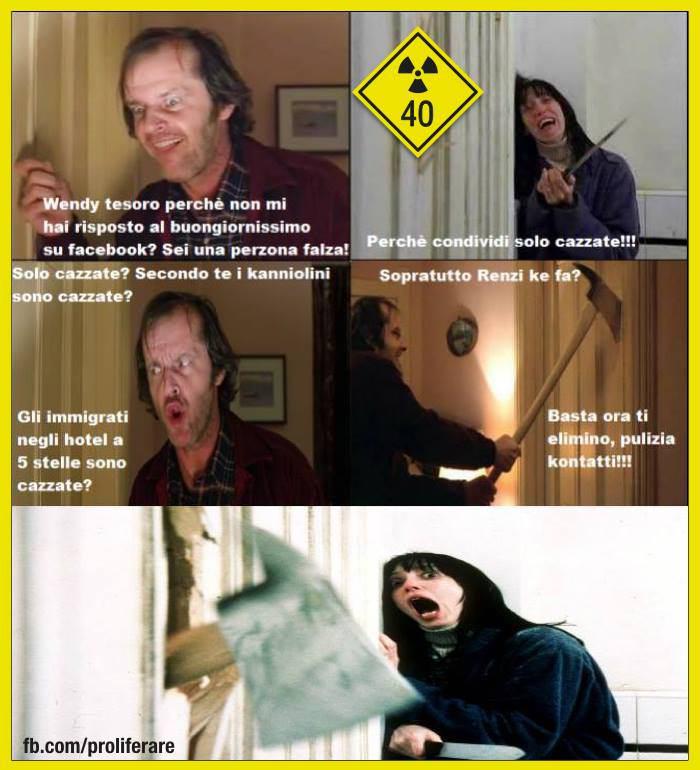 Wendy tesoro perchè non mi
hai risposto al buongiornissimo
su facebook? Sei una perzona falza!
40
Perchè condividi solo cazzate!!!
Solo cazzate? Secondo te i kanniolini
sono cazzate?
Gli immigrati
negli hotel a
5 stelle sono
cazzate?
Sopratutto Renzi ke fa?
Basta ora ti
elimino, pulizia
kontatti!!!
fb.com/proliferare